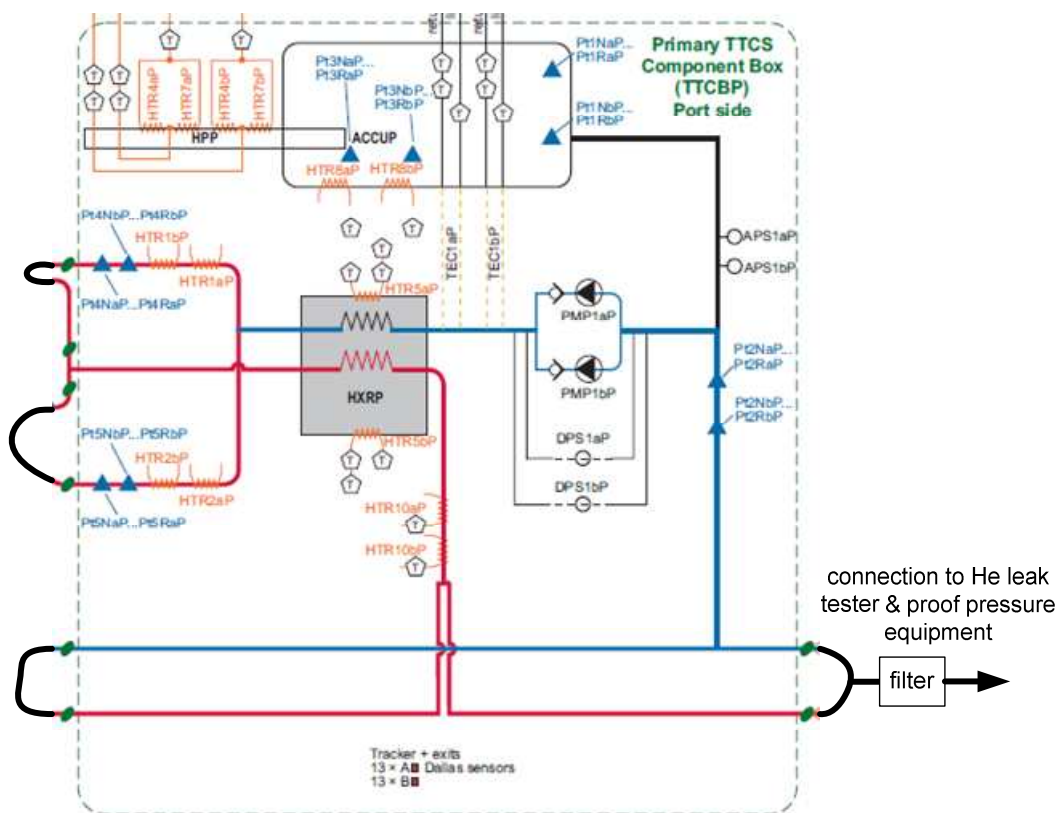 retu
retu
Primary TTCS
Component Box
(TTCBP)
Port side
Pt1NaP...
Pt1RaP
Pt3NaP...
Pt3RaP
Pt3NbP...
Pt3RbP
Pt1NbP...
Pt1RbP
T
T
T
T
T
T
T
T
T
T
T
T
HTR4aP
HTR7aP
HTR4bP
HTR7bP
HPP
ACCUP
HTR8aP
HTR8bP
Pt4NbP...Pt4RbP
HTR1bP
HTR1aP
Pt4NaP...Pt4RaP
T
T
T
T
T
HTR5aP
TEC1aP
TEC1bP
APS1aP
APS1bP
PMP1aP
PMP1bP
HXRP
Pt2NaP...
Pt2RaP
Pt2NbP...
Pt2RbP
Pt5NbP...Pt5RbP
HTR2bP
HTR2aP
Pt5NaP...Pt5RaP
HTR5bP
T
T
T
DPS1aP
DPS1bP
HTR10aP
T
HTR10bP
T
connection to He leak
tester & proof pressure
equipment
filter
Tracker + exits
13 × A Dallas sensors
13 × B